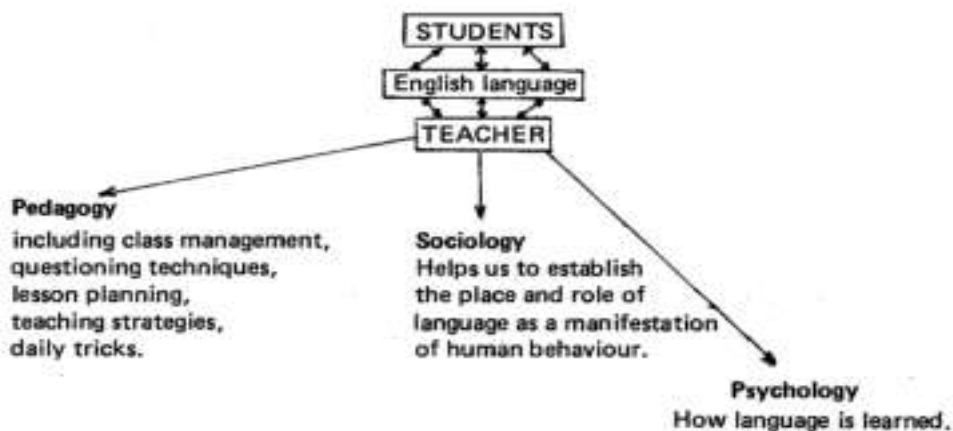 STUDENTS
English language
TEACHER
Pedagogy
including class management,
questioning techniques,
lesson planning,
teaching strategies,
daily tricks.
Sociology
Helps us to establish
the place and role of
language as a manifestation
of human behaviour.
Psychology
How language is learned.